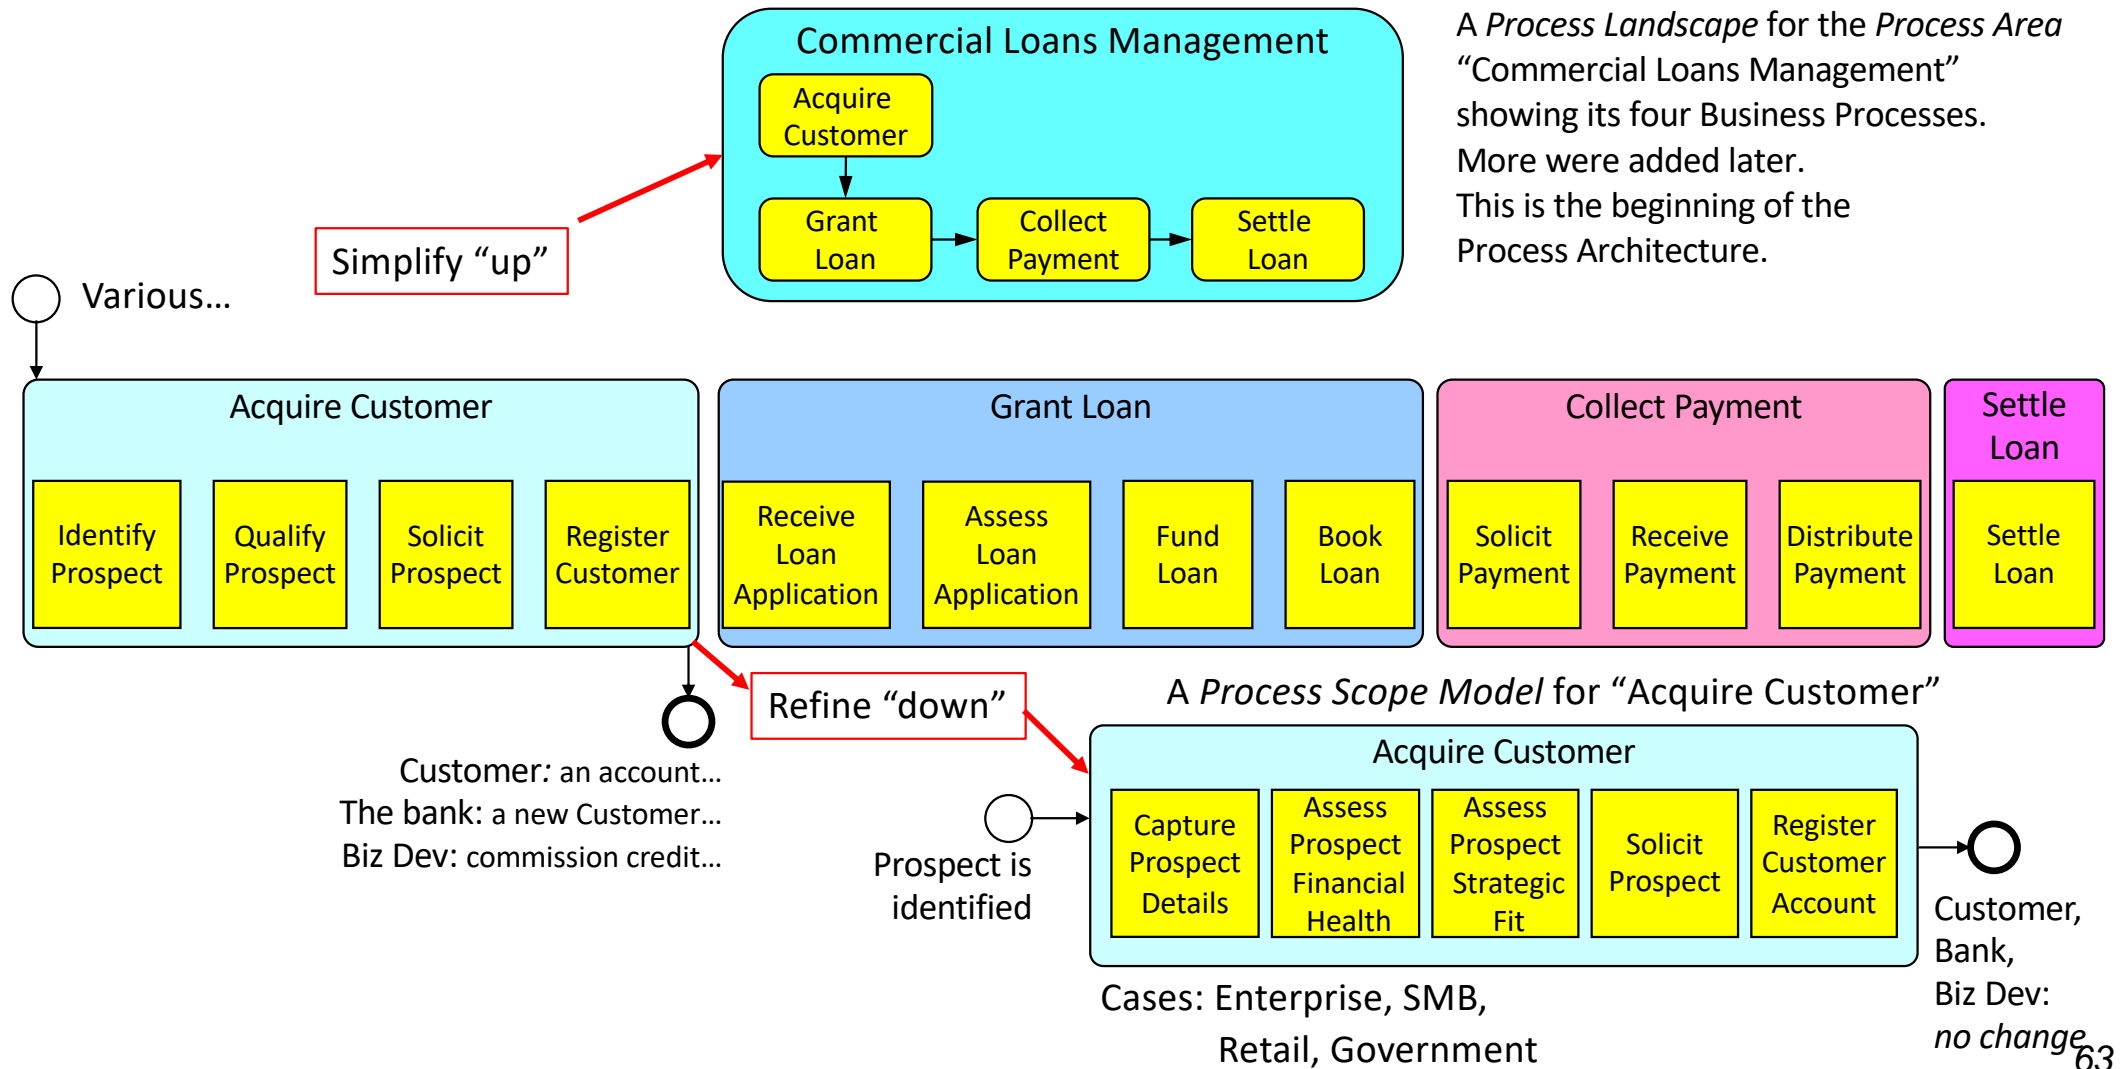 Commercial Loans Management
Acquire
Customer
Grant
Loan
Collect
Payment
Settle
Loan
A Process Landscape for the Process Area
“Commercial Loans Management”
showing its four Business Processes.
More were added later.
This is the beginning of the
Process Architecture.
Simplify “up”
Various…
Acquire Customer
Identify
Prospect
Qualify
Prospect
Solicit
Prospect
Register
Customer
Grant Loan
Receive
Loan
Application
Assess
Loan
Application
Fund
Loan
Book
Loan
Collect Payment
Solicit
Payment
Receive
Payment
Distribute
Payment
Settle
Loan
Settle
Loan
Refine “down”
Customer: an account…
The bank: a new Customer…
Biz Dev: commission credit…
A Process Scope Model for “Acquire Customer”
Acquire Customer
Prospect is
identified
Capture
Prospect
Details
Assess
Prospect
Financial
Health
Assess
Prospect
Strategic
Fit
Solicit
Prospect
Register
Customer
Account
Customer,
Bank,
Biz Dev:
no change
Cases: Enterprise, SMB,
Retail, Government
63